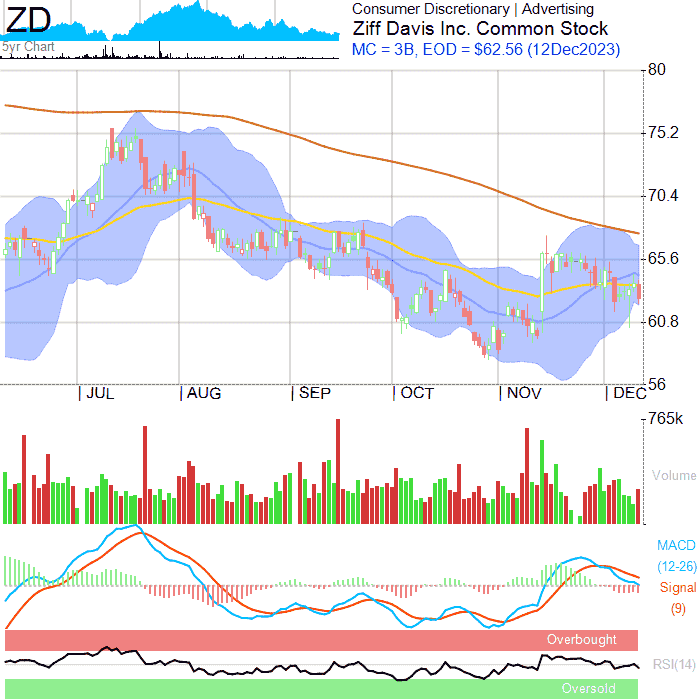 ZD
5yr Chart
Consumer Discretionary | Advertising
Ziff Davis Inc. Common Stock
MC = 3B, EOD = $62.56 (12Dec2023)
80
75.2
70.4
65.6
60.8
56
JUL
AUG
SEP
OCT
NOV
DEC
765k
Volume
MACD
(12-26)
Signal
(9)
Overbought
RSI(14)
Oversold